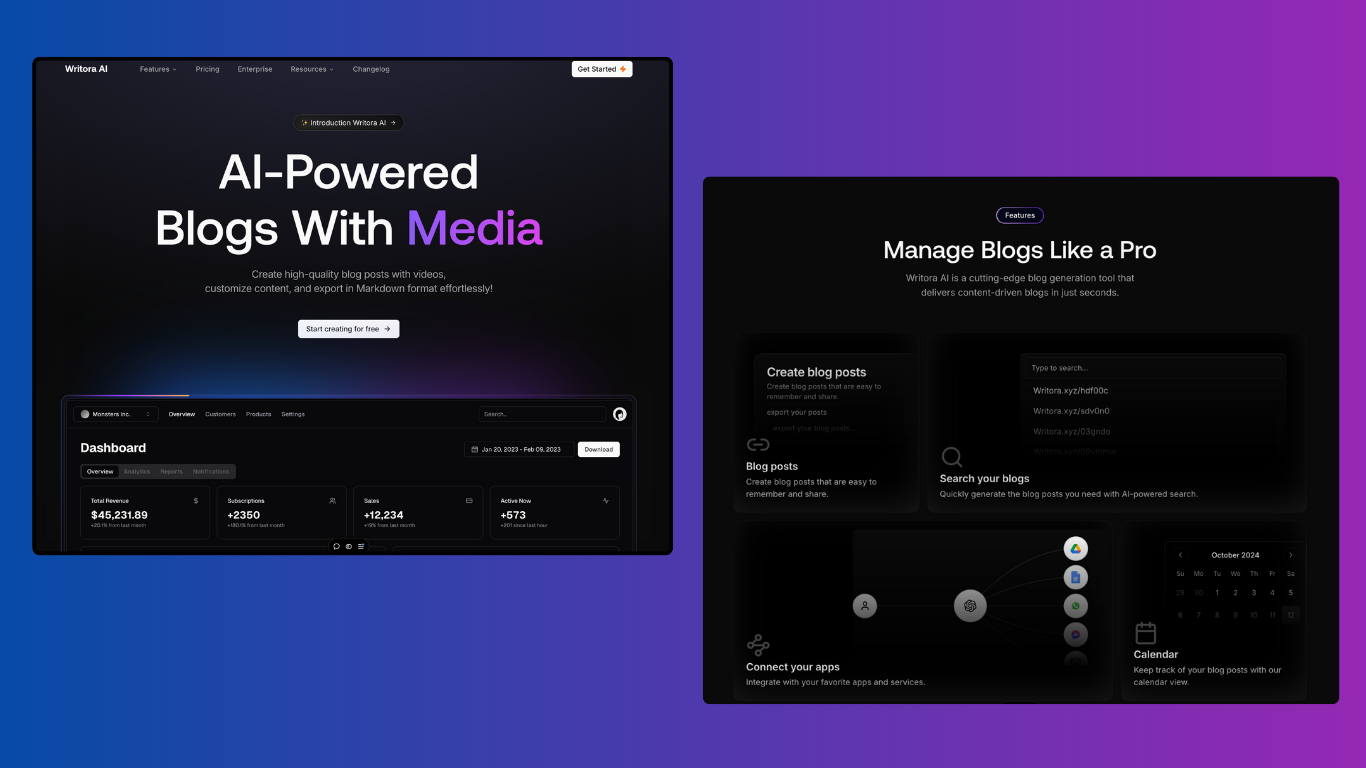 Writora AI
Features
Pricing
Enterprise
Resources
Changelog
Get Started
✨ Introduction Writora AI →
AI-Powered
Blogs With Media
Create high-quality blog posts with videos,
customize content, and export in Markdown format effortlessly!
Start creating for free →
Monsters Inc.
Overview
Customers
Products
Settings
Search...
Dashboard
Jan 20, 2023 - Feb 09, 2023
Download
Overview
Analytics
Reports
Notifications
Total Revenue
$
$45,231.89
+20.1% from last month
Subscriptions
+2350
+180.1% from last month
Sales
+12,234
+19% from last month
Active Now
+573
+201 since last hour
Features
Manage Blogs Like a Pro
Writora AI is a cutting-edge blog generation tool that
delivers content-driven blogs in just seconds.
Create blog posts
Create blog posts that are easy to
remember and share.
export your posts
export your blog posts...
Blog posts
Create blog posts that are easy to
remember and share.
Type to search...
Writora.xyz/hdf00c
Writora.xyz/sdv0n0
Writora.xyz/03gndo
Search your blogs
Quickly generate the blog posts you need with AI-powered search.
Connect your apps
Integrate with your favorite apps and services.
October 2024
Su Mo Tu We Th Fr Sa
29 30 1 2 3 4 5
6 7 8 9 10 11 12
Calendar
Keep track of your blog posts with our
calendar view.